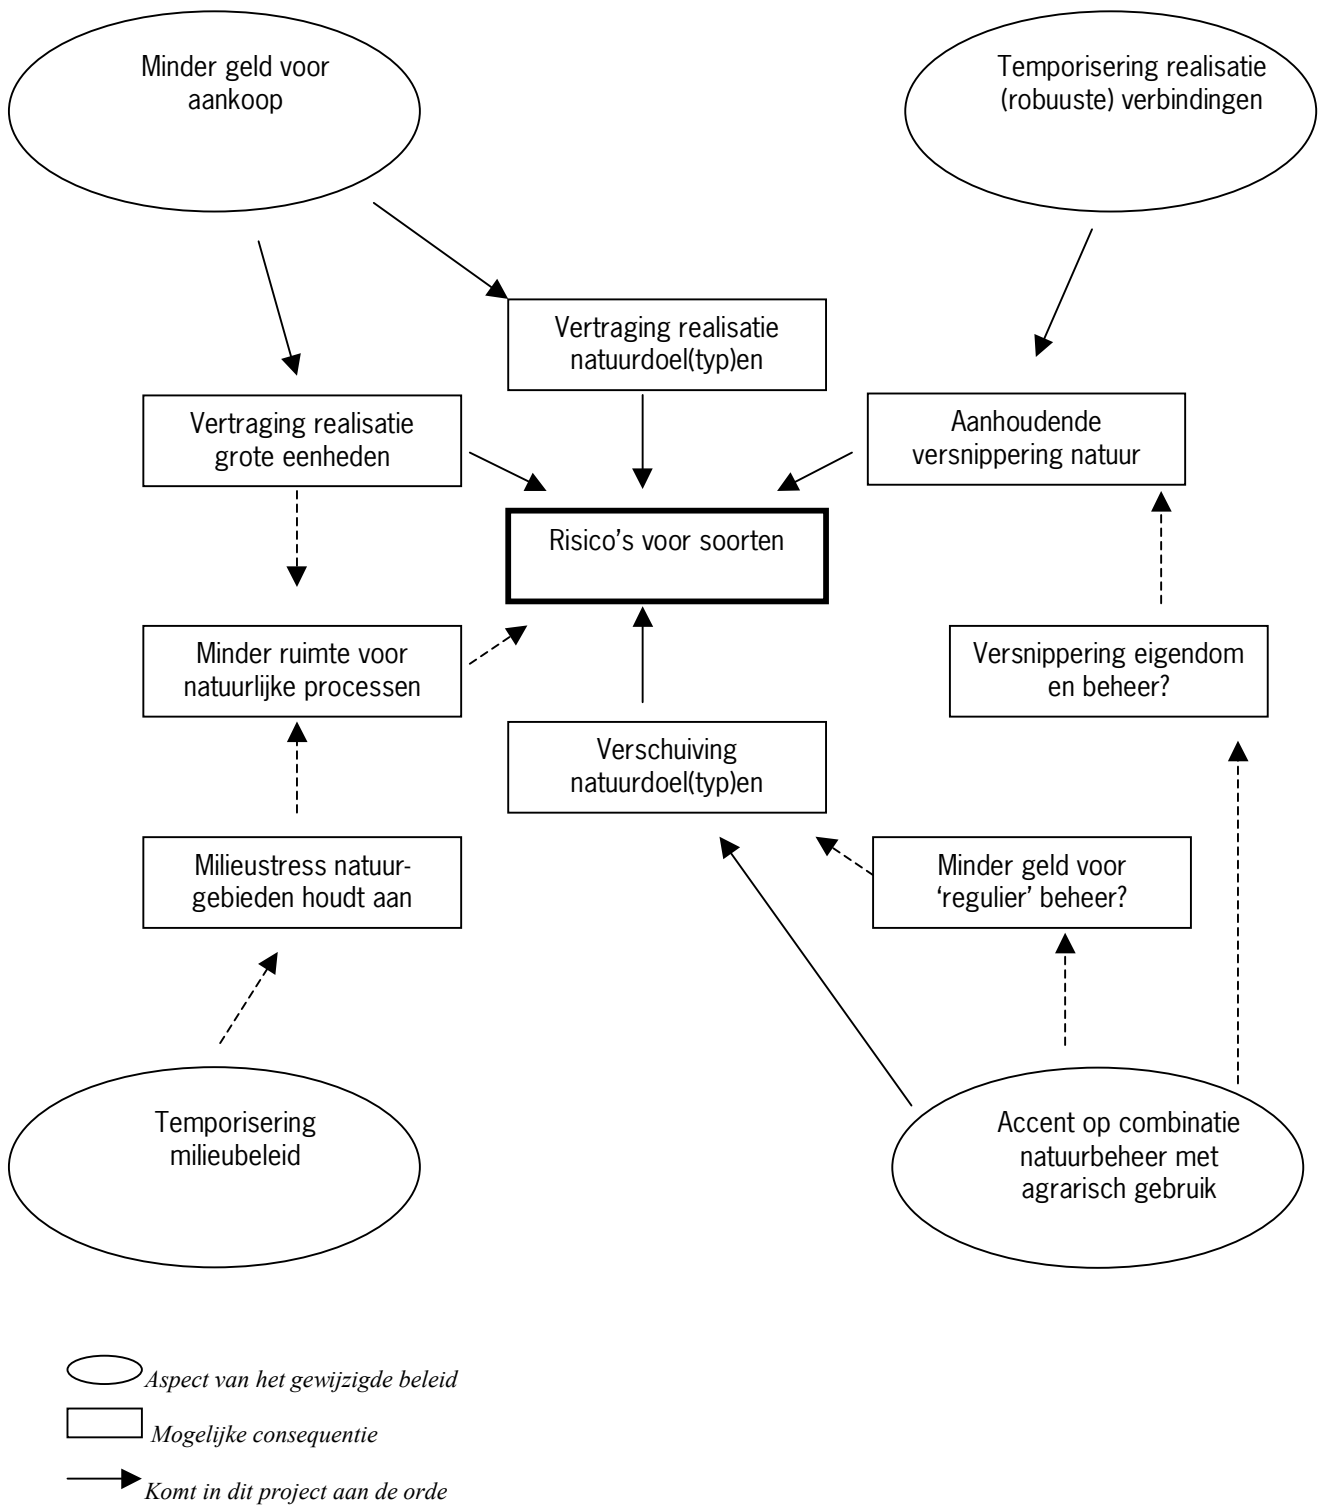 Minder geld voor
aankoop
Temporisering realisatie
(robuuste) verbindingen
Vertraging realisatie
natuurdoel(typ)en
Vertraging realisatie
grote eenheden
Aanhoudende
versnippering natuur
Risico’s voor soorten
Minder ruimte voor
natuurlijke processen
Versnippering eigendom
en beheer?
Verschuiving
natuurdoel(typ)en
Milieustress natuur-
gebieden houdt aan
Minder geld voor
‘regulier’ beheer?
Temporisering
milieubeleid
Accent op combinatie
natuurbeheer met
agrarisch gebruik
Aspect van het gewijzigde beleid
Mogelijke consequentie
Komt in dit project aan de orde